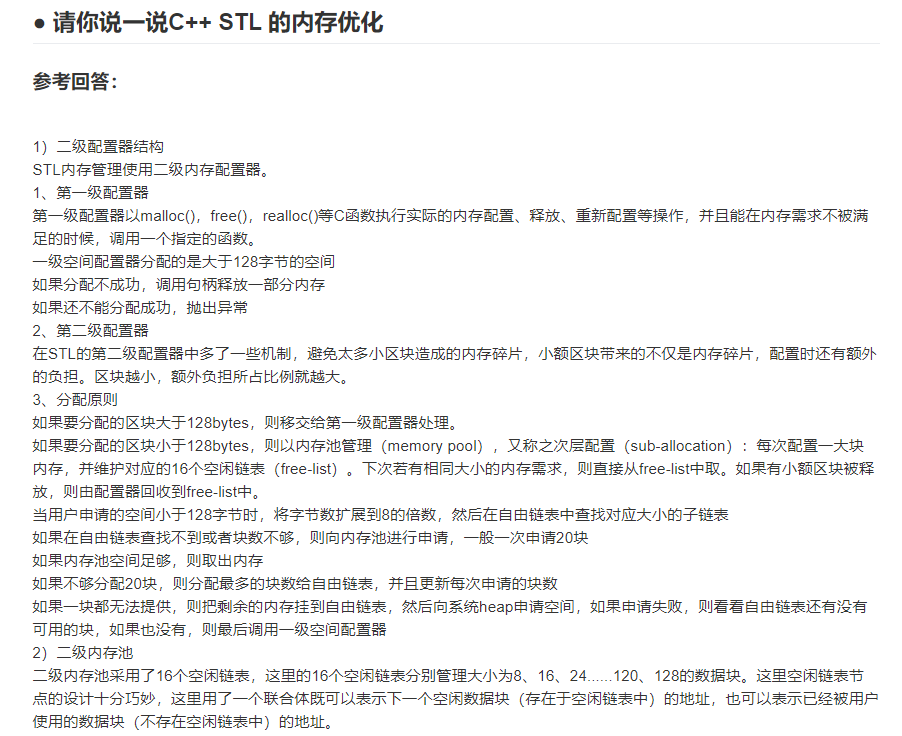 ● 请你说一说C++ STL 的内存优化
参考回答：
1）二级配置器结构
STL内存管理使用二级内存配置器。
1、第一级配置器
第一级配置器以malloc()，free()，realloc()等C函数执行实际的内存配置、释放、重新配置等操作，并且能在内存需求不被满
足的时候，调用一个指定的函数。
一级空间配置器分配的是大于128字节的空间
如果分配不成功，调用句柄释放一部分内存
如果还不能分配成功，抛出异常
2、第二级配置器
在STL的第二级配置器中多了一些机制，避免太多小区块造成的内存碎片，小额区块带来的不仅是内存碎片，配置时还有额外
的负担。区块越小，额外负担所占比例就越大。
3、分配原则
如果要分配的区块大于128bytes，则移交给第一级配置器处理。
如果要分配的区块小于128bytes，则以内存池管理（memory pool），又称之次层配置（sub-allocation）：每次配置一大块
内存，并维护对应的16个空闲链表（free-list）。下次若有相同大小的内存需求，则直接从free-list中取。如果有小额区块被释
放，则由配置器回收到free-list中。
当用户申请的空间小于128字节时，将字节数扩展到8的倍数，然后在自由链表中查找对应大小的子链表
如果在自由链表查找不到或者块数不够，则向内存池进行申请，一般一次申请20块
如果内存池空间足够，则取出内存
如果不够分配20块，则分配最多的块数给自由链表，并且更新每次申请的块数
如果一块都无法提供，则把剩余的内存挂到自由链表，然后向系统heap申请空间，如果申请失败，则看看自由链表还有没有
可用的块，如果也没有，则最后调用一级空间配置器
2）二级内存池
二级内存池采用了16个空闲链表，这里的16个空闲链表分别管理大小为8、16、24......120、128的数据块。这里空闲链表节
点的设计十分巧妙，这里用了一个联合体既可以表示下一个空闲数据块（存在于空闲链表中）的地址，也可以表示已经被用户
使用的数据块（不存在空闲链表中）的地址。